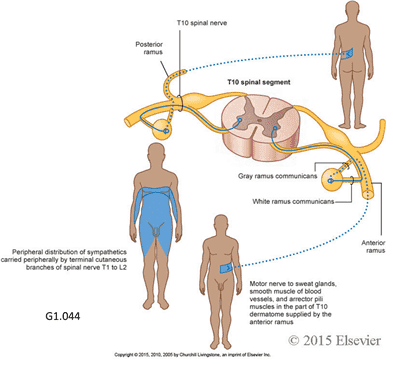 T10 spinal nerve
Posterior
ramus
T10 spinal segment
Gray ramus communicans
White ramus communicans
Anterior
ramus
Peripheral distribution of sympathetics
carried peripherally by terminal cutaneous
branches of spinal nerve T1 to L2
Motor nerve to sweat glands,
smooth muscle of blood
vessels, and arrector pili
muscles in the part of T10
dermatome supplied by the
anterior ramus
G1.044
© 2015 Elsevier
Copyright © 2015, 2010, 2005 by Churchill Livingstone, an imprint of Elsevier Inc.